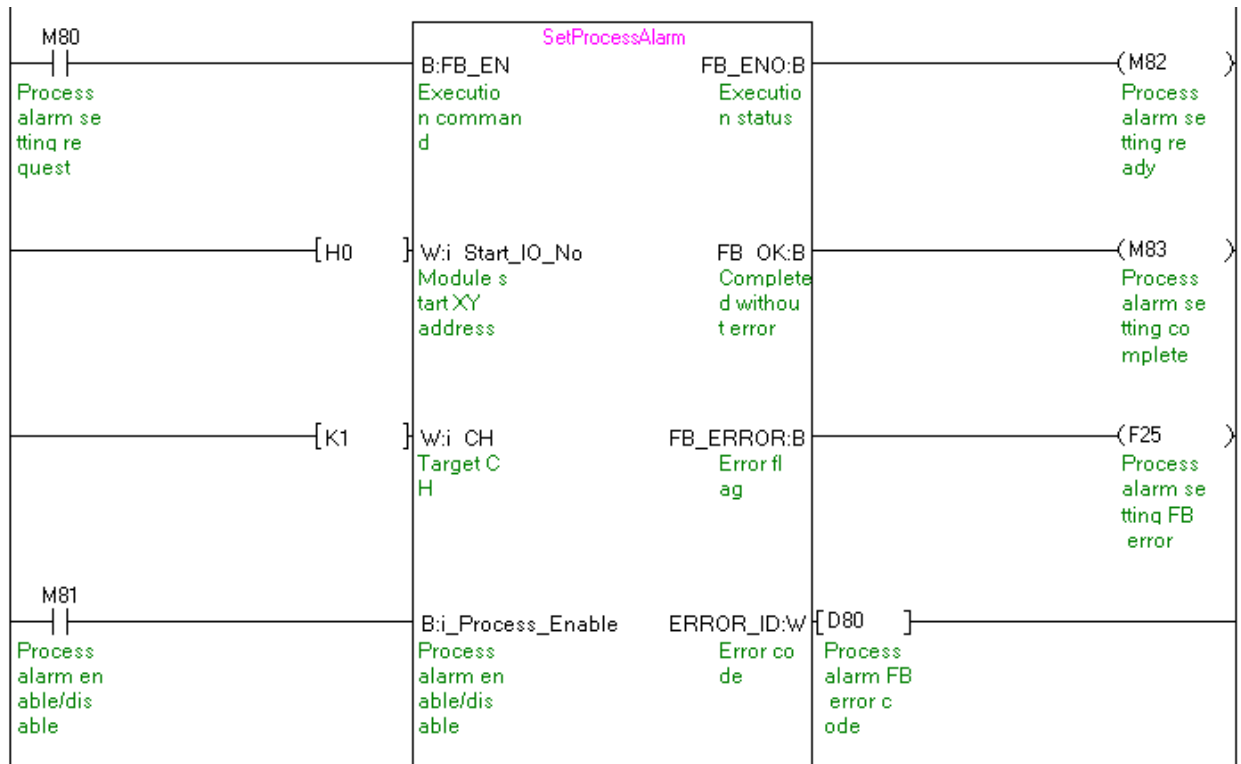 M80
SetProcessAlarm
B:FB_EN
FB_ENO:B
(M82 )
Process
alarm se
tting re
quest
Executio
n comman
d
Executio
n status
Process
alarm se
tting re
ady
[H0 ]
W:i_Start_IO_No
FB_OK:B
(M83 )
Module s
tart XY
address
Complete
d withou
t error
Process
alarm se
tting co
mplete
[K1 ]
W:i_CH
FB_ERROR:B
(F25 )
Target C
H
Error fl
ag
Process
alarm se
tting FB
error
M81
B:i_Process_Enable
ERROR_ID:W
[D80 ]
Process
alarm en
able/dis
able
Process
alarm en
able/dis
able
Error co
de
Process
alarm FB
error c
ode